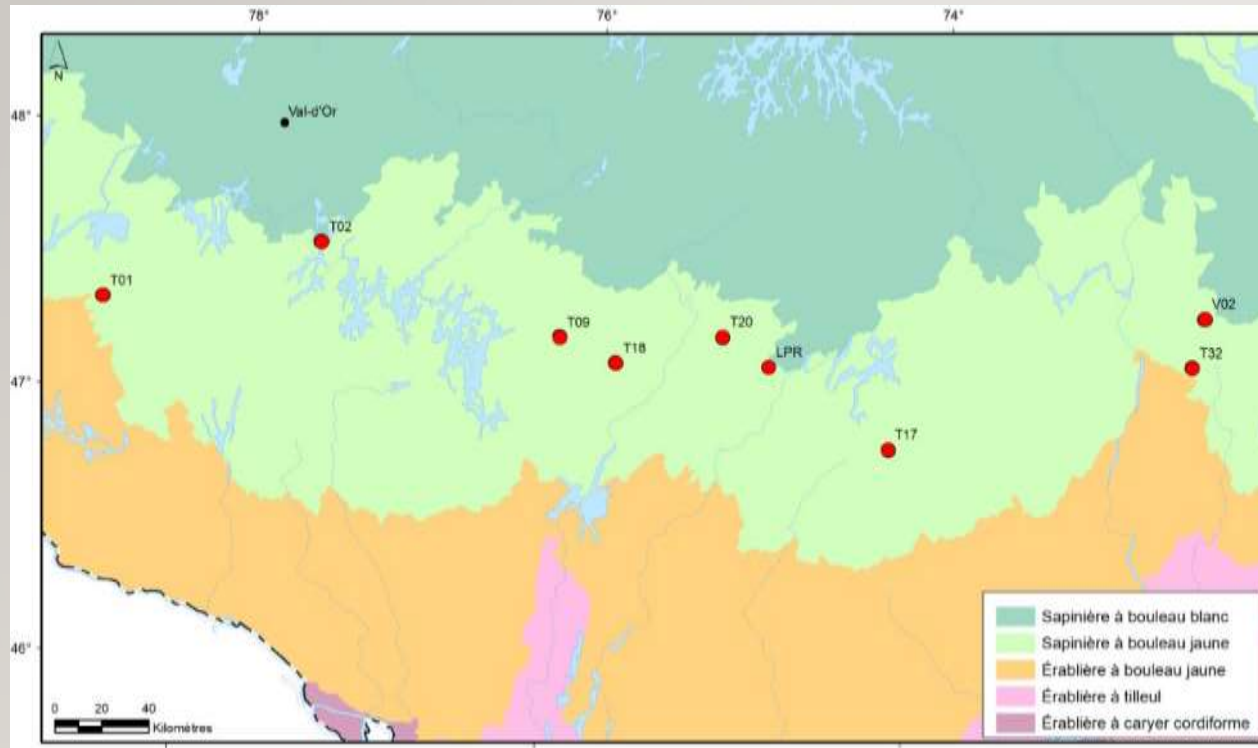 78°
76°
74°
N
48°
Val-d'Or
T02
T01
V02
T09
T20
T18
LPR
T32
47°
T17
46°
Sapinière à bouleau blanc
Sapinière à bouleau jaune
Érablière à bouleau jaune
Érablière à tilleul
Érablière à caryer cordiforme
0 20 40
Kilomètres